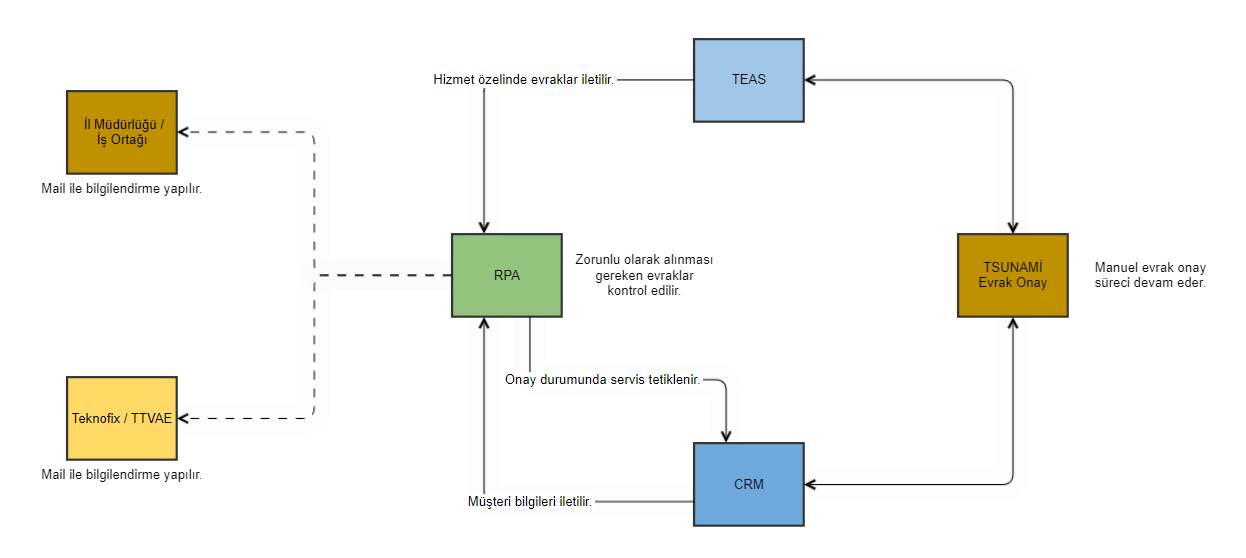 TEAS
Hizmet özelinde evraklar iletilir.
İl Müdürlüğü /
İş Ortağı
Mail ile bilgilendirme yapılır.
RPA
Zorunlu olarak alınması
gereken evraklar
kontrol edilir.
TSUNAMİ
Evrak Onay
Manuel evrak onay
süreci devam eder.
Onay durumunda servis tetiklenir.
Teknofix / TTVAE
Mail ile bilgilendirme yapılır.
CRM
Müşteri bilgileri iletilir.